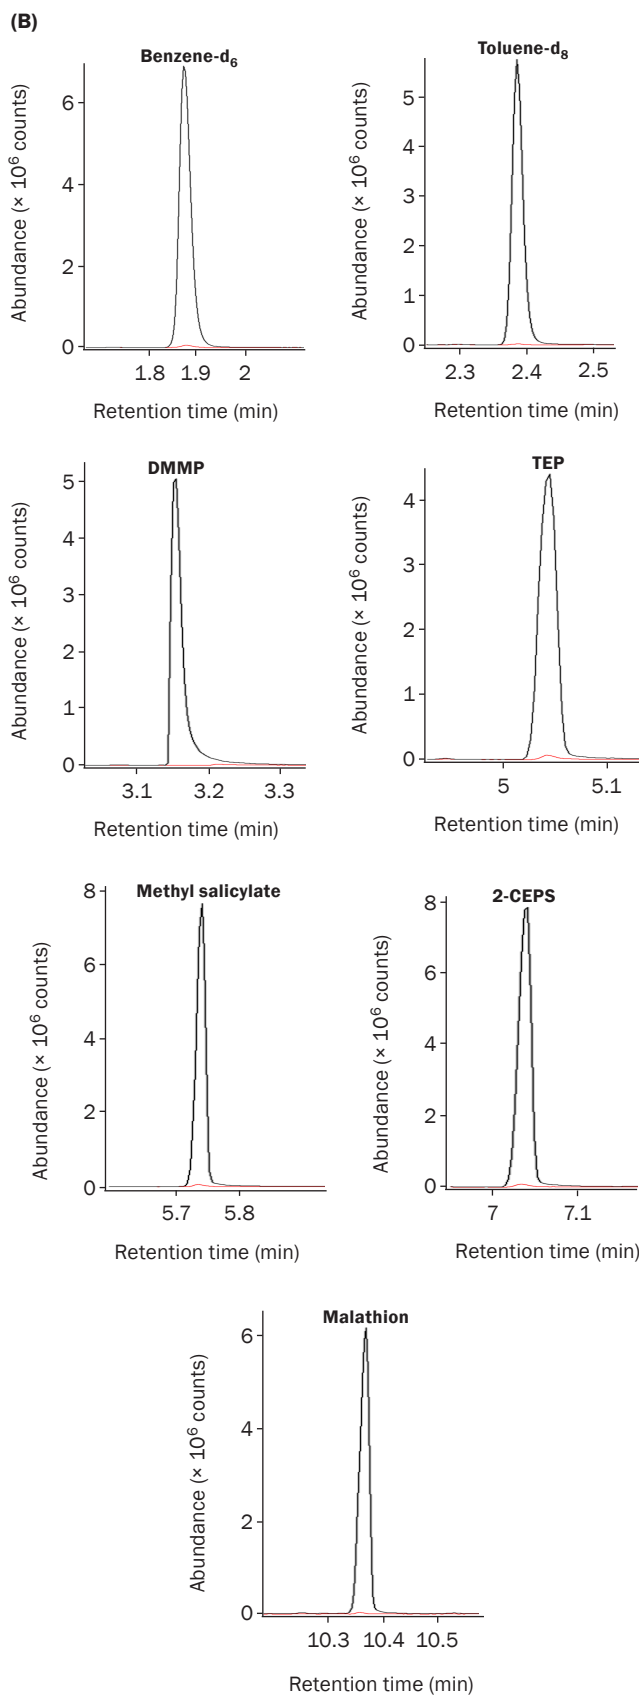 (B)
Benzene-d6
Abundance (× 10⁶ counts)
6
4
2
0
1.8 1.9 2
Retention time (min)
Toluene-d8
Abundance (× 10⁶ counts)
5
4
3
2
1
0
2.3 2.4 2.5
Retention time (min)
DMMP
Abundance (× 10⁶ counts)
5
4
3
2
1
0
3.1 3.2 3.3
Retention time (min)
TEP
Abundance (× 10⁶ counts)
4
3
2
1
0
5 5.1
Retention time (min)
Methyl salicylate
Abundance (× 10⁶ counts)
8
6
4
2
0
5.7 5.8
Retention time (min)
2-CEPS
Abundance (× 10⁶ counts)
8
6
4
2
0
7 7.1
Retention time (min)
Malathion
Abundance (× 10⁶ counts)
6
4
2
0
10.3 10.4 10.5
Retention time (min)